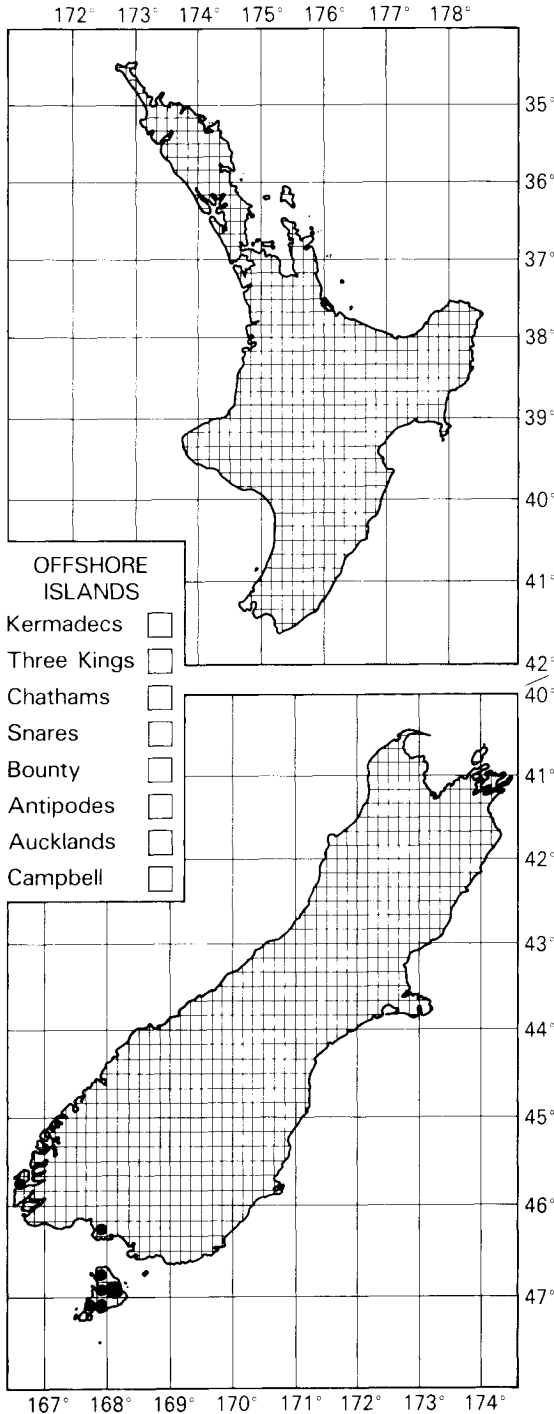 172° 173° 174° 175° 176° 177° 178°
35°
36°
37°
38°
39°
40°
41°
42°
OFFSHORE
ISLANDS
Kermadecs
Three Kings
Chathams
Snares
Bounty
Antipodes
Aucklands
Campbell
40°
41°
42°
43°
44°
45°
46°
47°
167° 168° 169° 170° 171° 172° 173° 174°